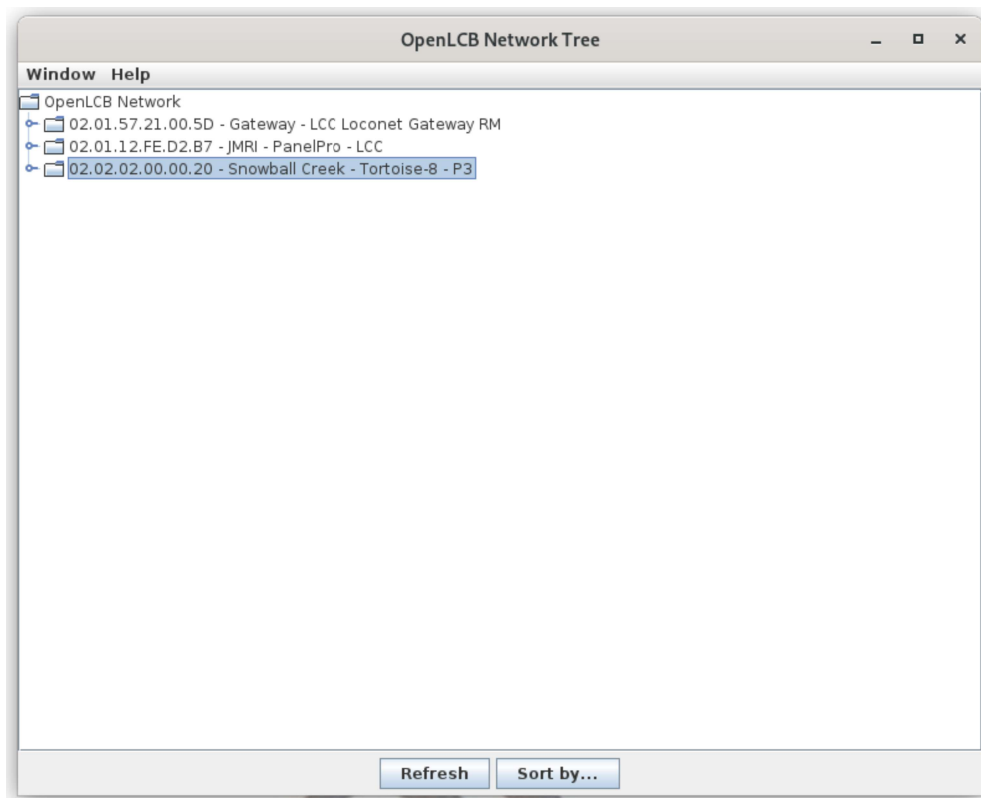 OpenLCB Network Tree
Window Help
OpenLCB Network
02.01.57.21.00.5D - Gateway - LCC Loconet Gateway RM
02.01.12.FE.D2.B7 - JMRI - PanelPro - LCC
02.02.02.00.00.20 - Snowball Creek - Tortoise-8 - P3
Refresh Sort by...